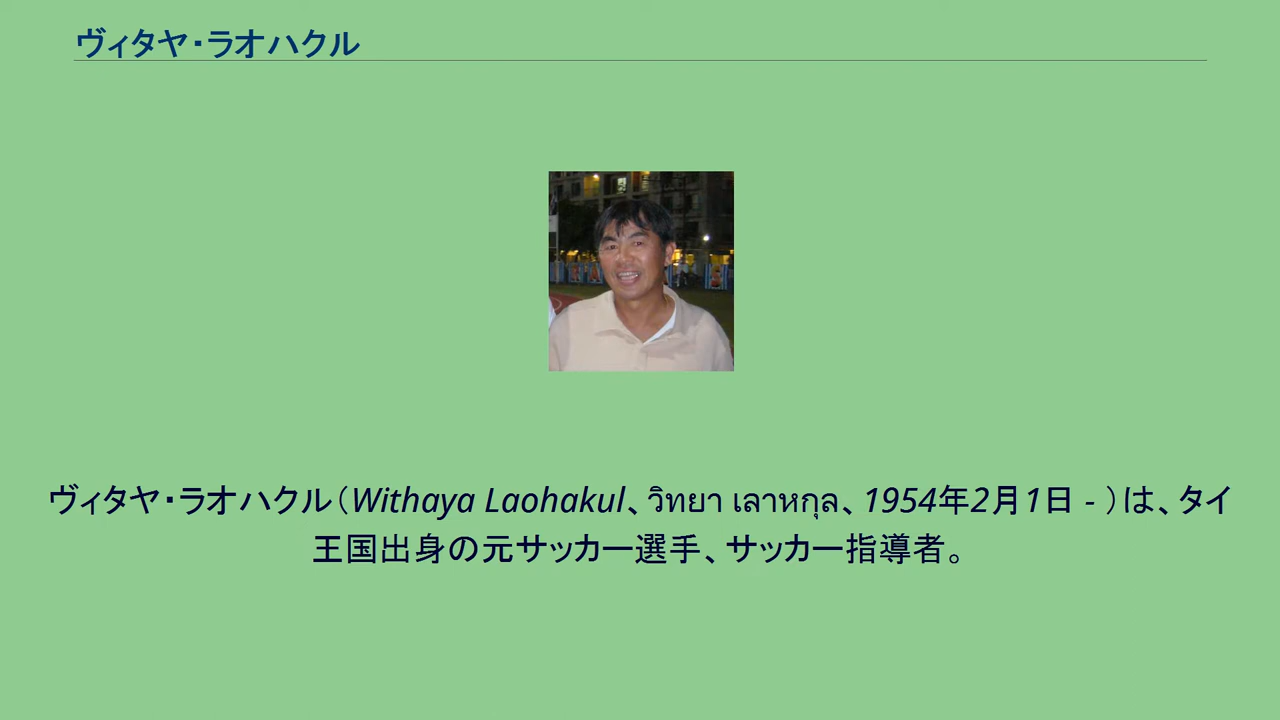 ヴィタヤ・ラオハクル
ヴィタヤ・ラオハクル（Withaya Laohakul、วิทยา เลาหกุล、1954年2月1日 - ）は、タイ
王国出身の元サッカー選手、サッカー指導者。